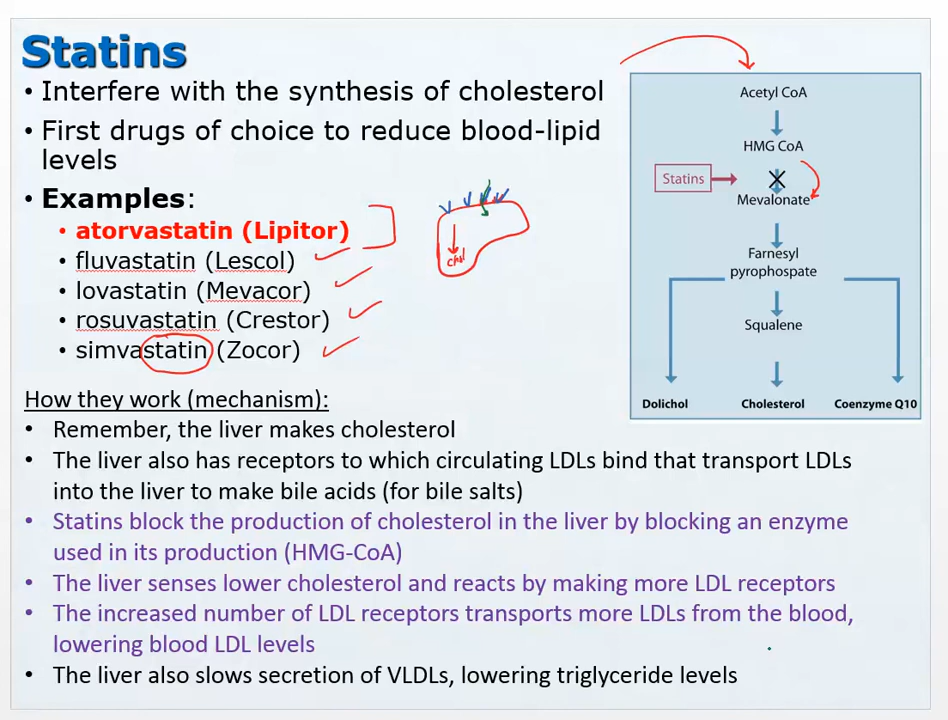 Statins
• Interfere with the synthesis of cholesterol
• First drugs of choice to reduce blood-lipid
levels
• Examples:
• atorvastatin (Lipitor)
• fluvastatin (Lescol)
• lovastatin (Mevacor)
• rosuvastatin (Crestor)
• simvastatin (Zocor)
chol
Acetyl CoA
HMG CoA
Statins
Mevalonate
Farnesyl
pyrophospate
Squalene
Dolichol Cholesterol Coenzyme Q10
How they work (mechanism):
• Remember, the liver makes cholesterol
• The liver also has receptors to which circulating LDLs bind that transport LDLs
into the liver to make bile acids (for bile salts)
• Statins block the production of cholesterol in the liver by blocking an enzyme
used in its production (HMG-CoA)
• The liver senses lower cholesterol and reacts by making more LDL receptors
• The increased number of LDL receptors transports more LDLs from the blood,
lowering blood LDL levels
• The liver also slows secretion of VLDLs, lowering triglyceride levels